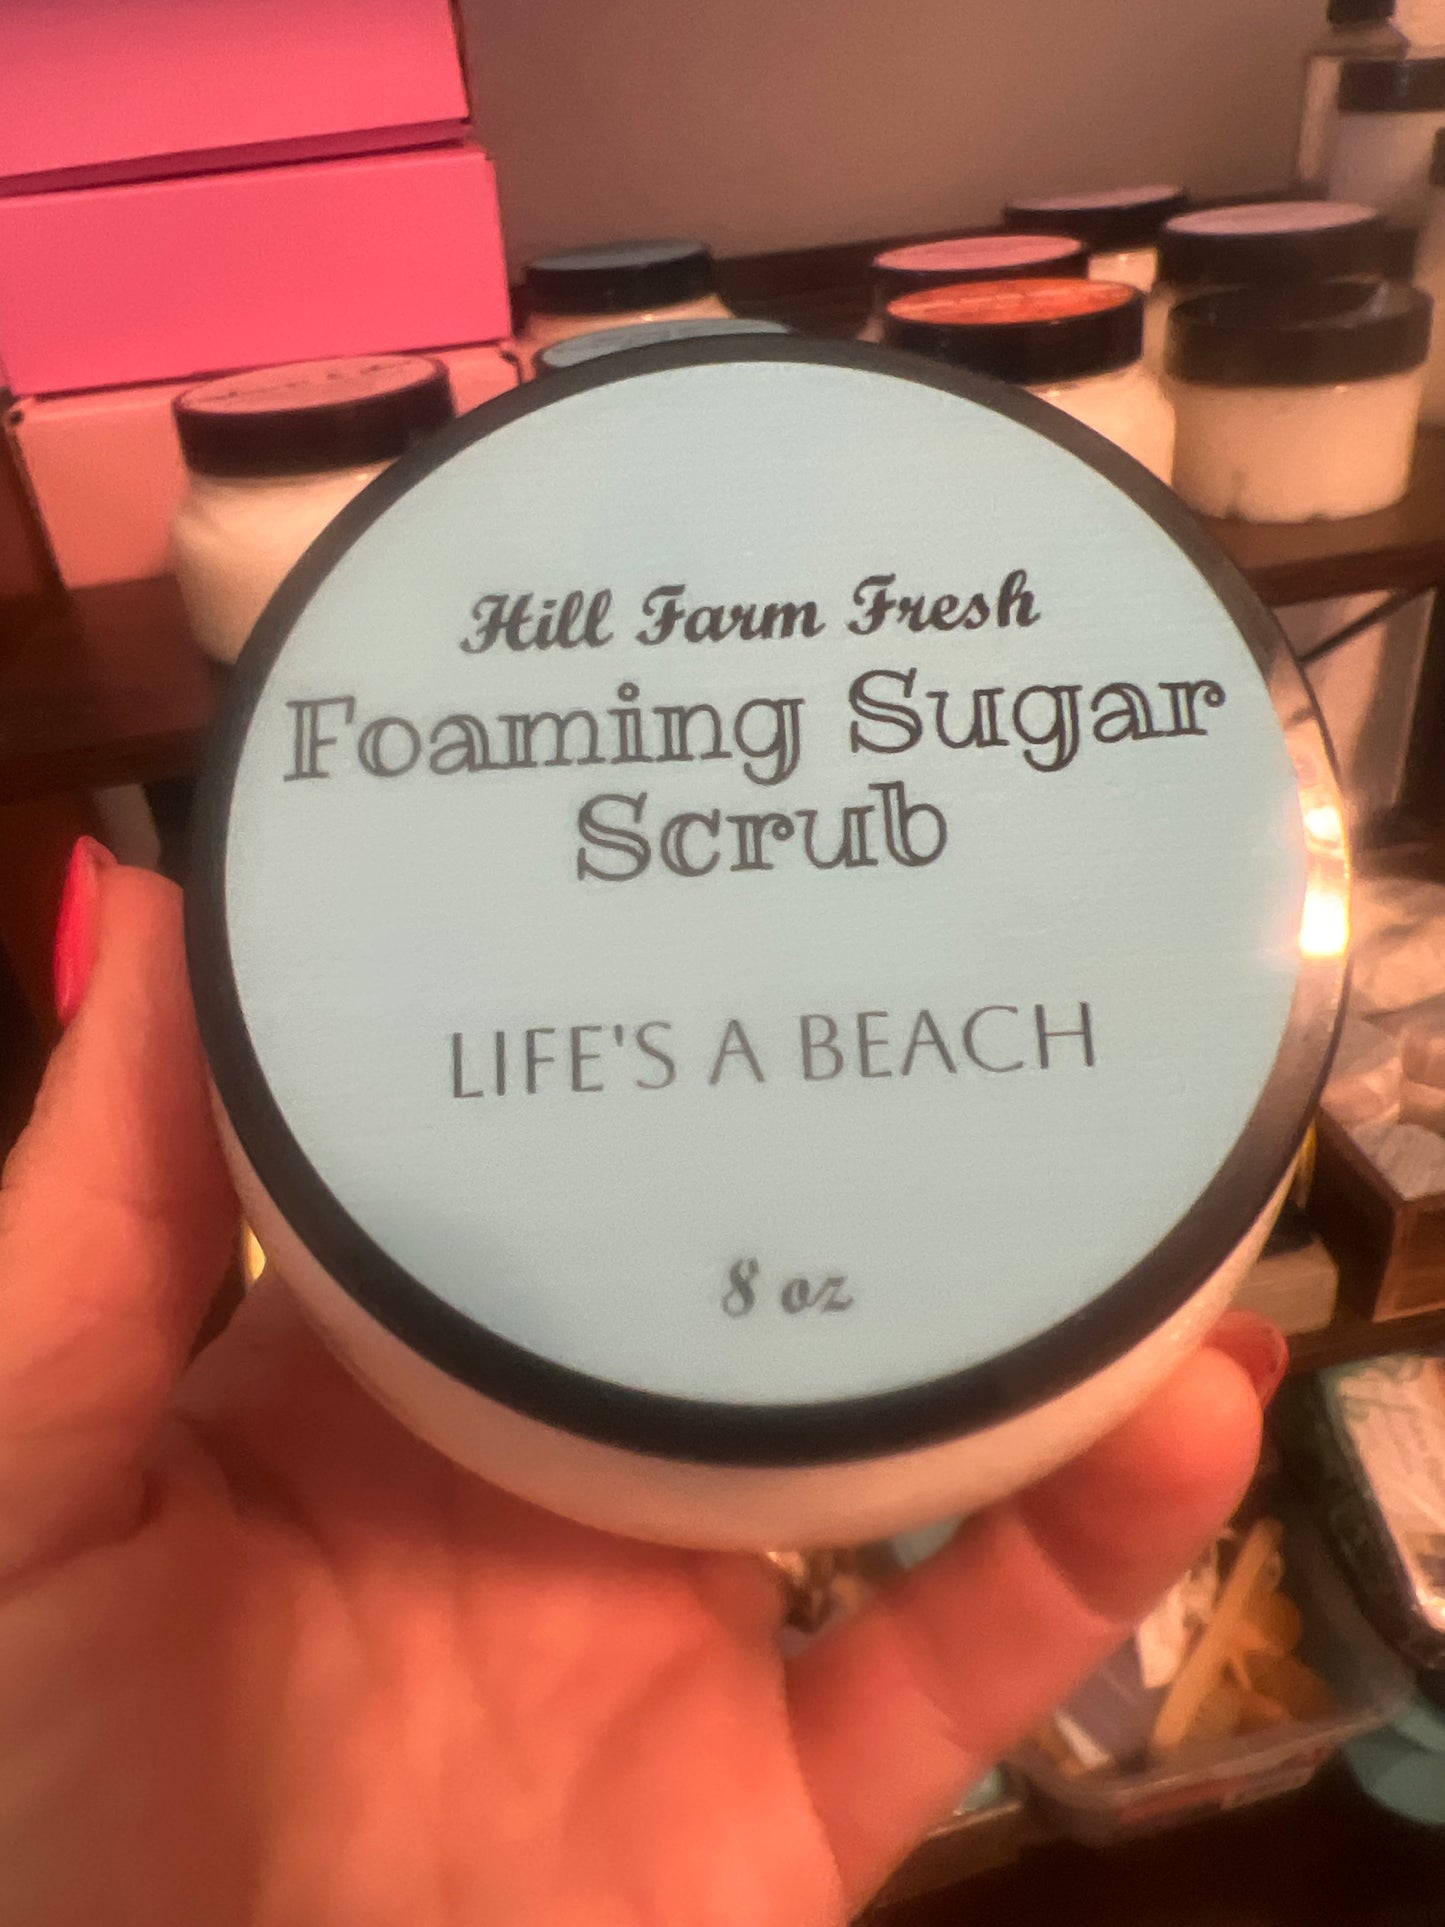 Hill Farm Fresh
Foaming Sugar
Scrub
LIFE'S A BEACH
8 oz